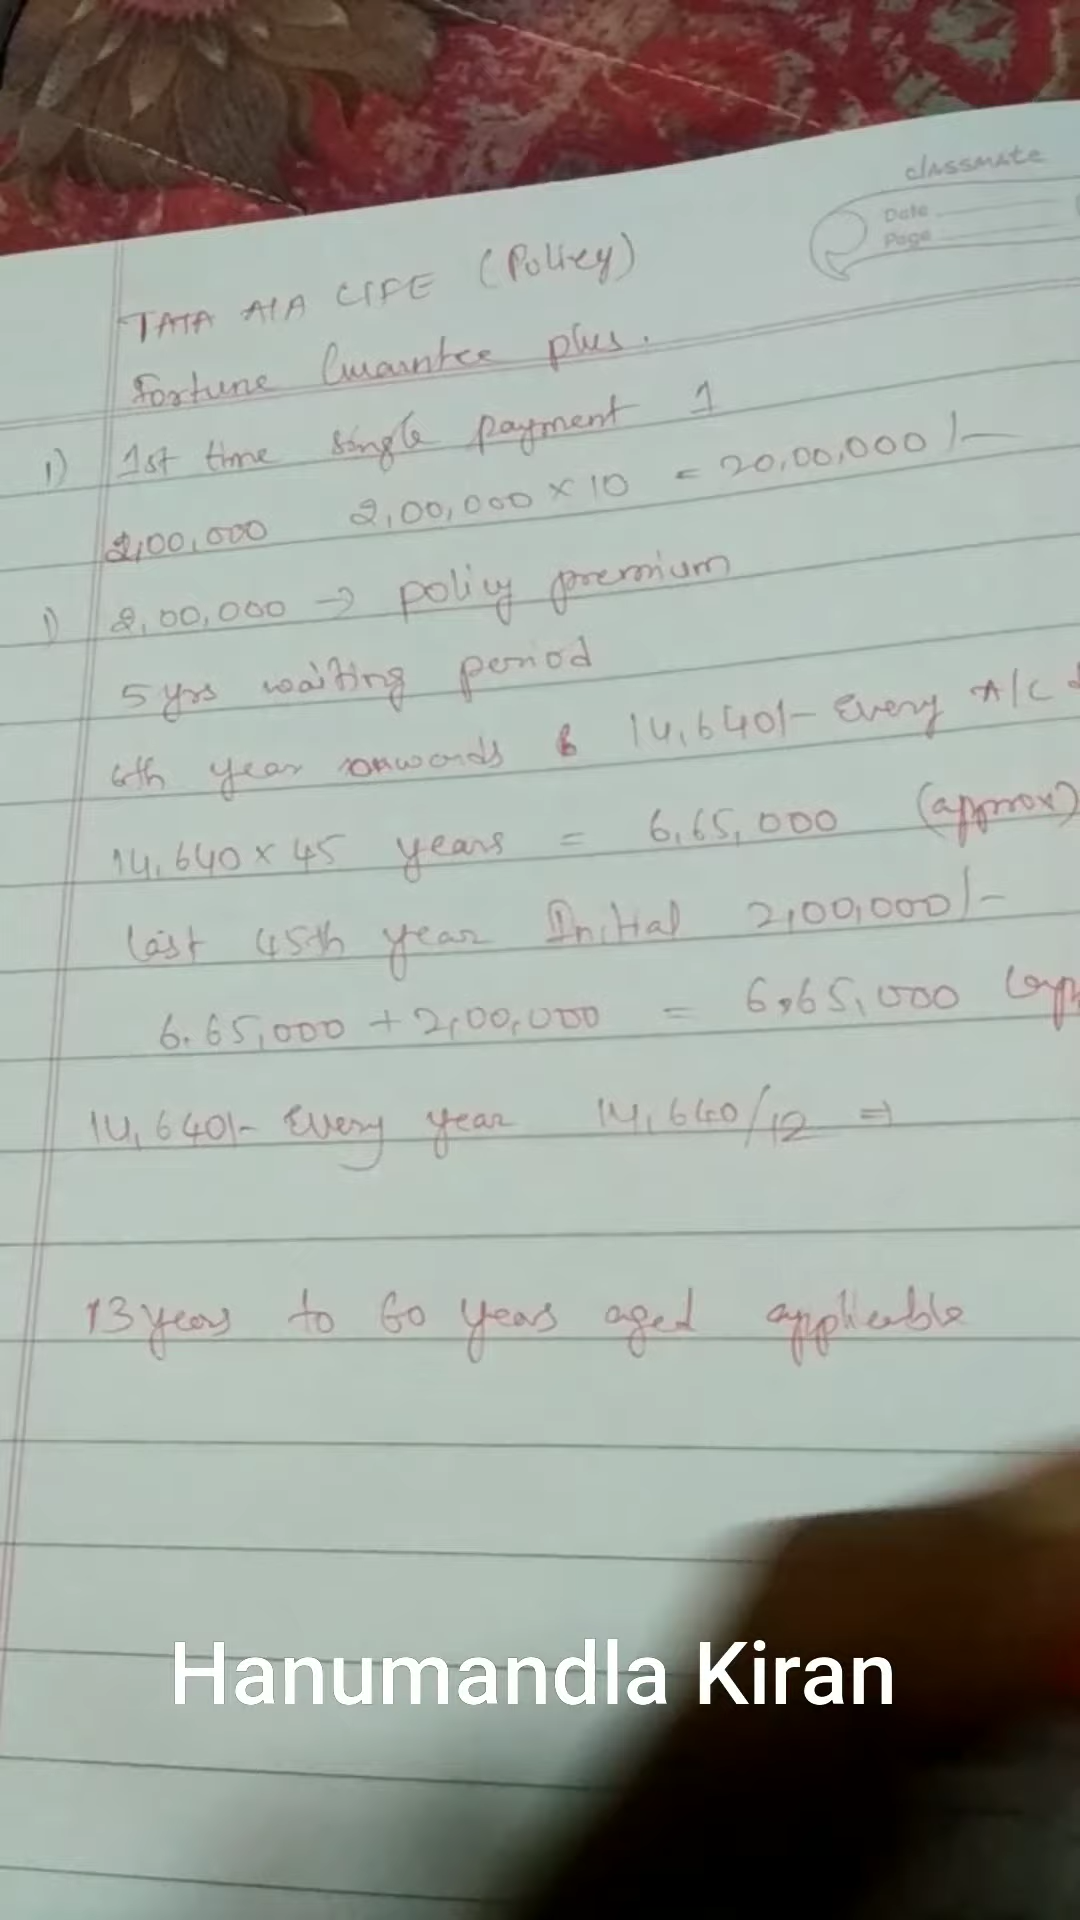 classmate
Date
Page
TATA AIA LIFE (Policy)
Fortune Guarntee plus.
1) 1st time single payment 1
2,00,000 2,00,000 × 10 = 20,00,000/-
1) 2,00,000 → policy premium
5 yrs waiting period
6th year onwards 14,640/- Every A/C
14,640 × 45 years = 6,65,000 (approx)
last 45th year Initial 2,00,000/-
6.65,000 + 2,00,000 = 6,65,000
14,640/- Every year 14,640/12 ⇒
13 years to 60 years aged applicable
Hanumandla Kiran